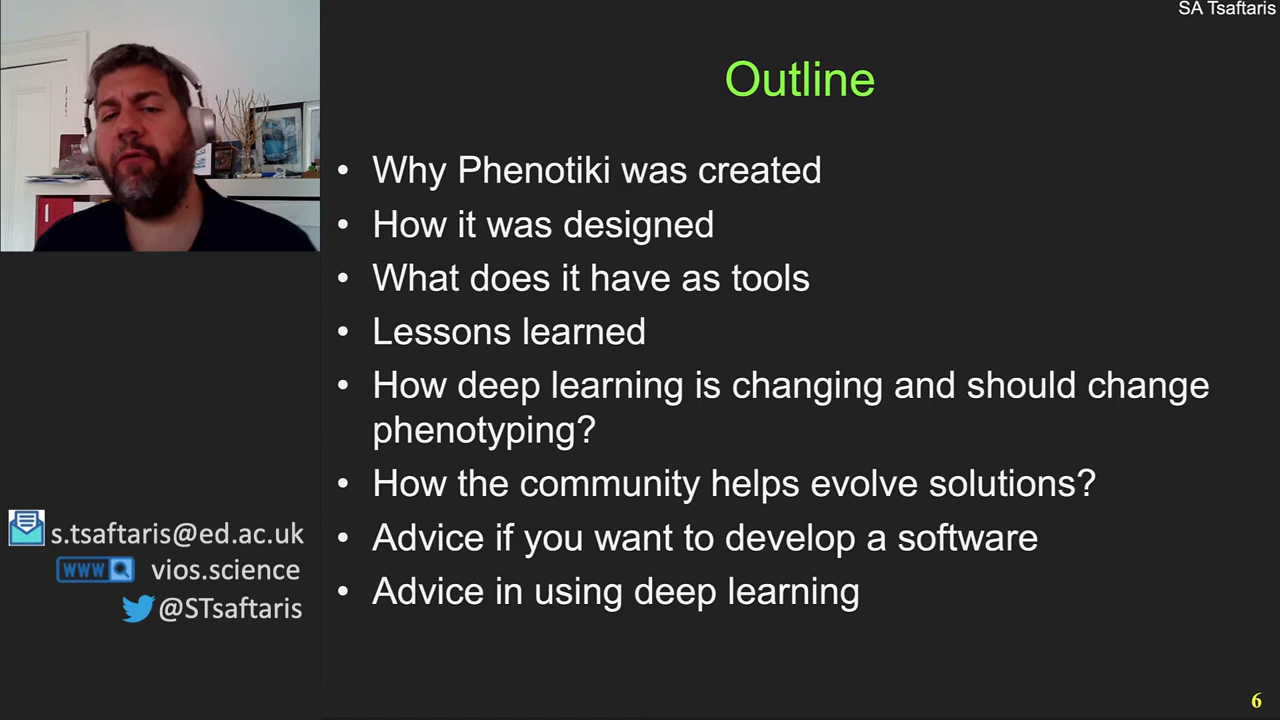 SA Tsaftaris
Outline
• Why Phenotiki was created
• How it was designed
• What does it have as tools
• Lessons learned
• How deep learning is changing and should change
phenotyping?
• How the community helps evolve solutions?
• Advice if you want to develop a software
• Advice in using deep learning
s.tsaftaris@ed.ac.uk
WWW
vios.science
@STsaftaris
6